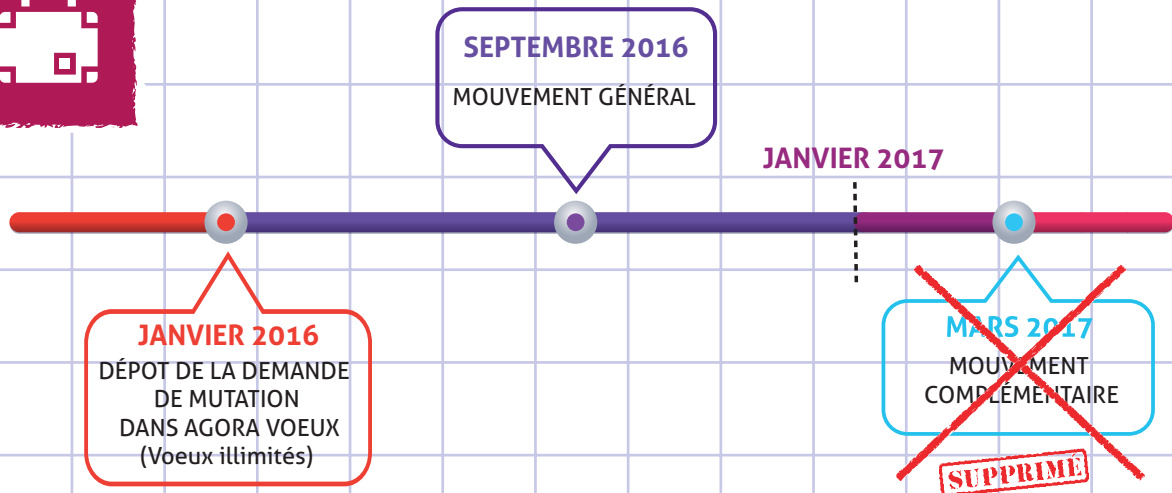 SEPTEMBRE 2016
MOUVEMENT GÉNÉRAL
JANVIER 2017
JANVIER 2016
DÉPOT DE LA DEMANDE
DE MUTATION
DANS AGORA VOEUX
(Voeux illimités)
MARS 2017
MOUVEMENT
COMPLÉMENTAIRE
SUPPRIMÉ